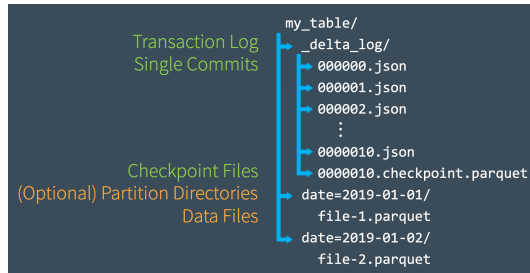 my_table/
Transaction Log
_delta_log/
Single Commits
000000.json
000001.json
000002.json
⋮
0000010.json
Checkpoint Files
0000010.checkpoint.parquet
(Optional) Partition Directories
date=2019-01-01/
Data Files
file-1.parquet
date=2019-01-02/
file-2.parquet